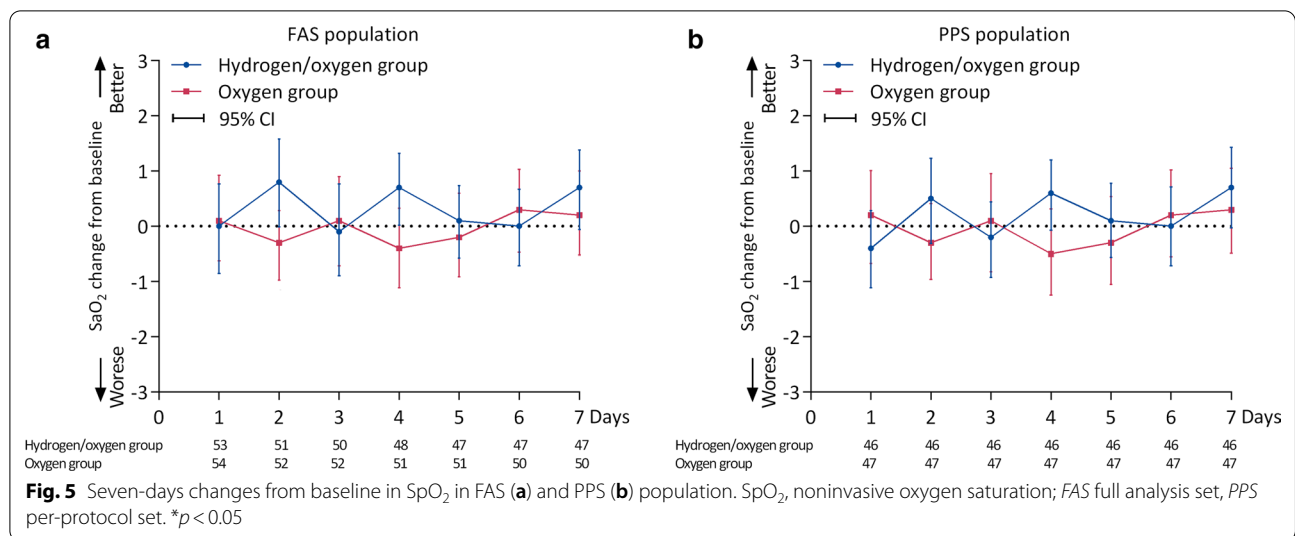 a
FAS population
Hydrogen/oxygen group
Oxygen group
95% CI
Better
SaO2 change from baseline
Worese
3
2
1
0
-1
-2
-3
0 1 2 3 4 5 6 7 Days
Hydrogen/oxygen group 53 51 50 48 47 47 47
Oxygen group 54 52 52 51 51 50 50
b
PPS population
Hydrogen/oxygen group
Oxygen group
95% CI
Better
SaO2 change from baseline
Worese
3
2
1
0
-1
-2
-3
0 1 2 3 4 5 6 7 Days
Hydrogen/oxygen group 46 46 46 46 46 46 46
Oxygen group 47 47 47 47 47 47 47
Fig. 5 Seven-days changes from baseline in SpO2 in FAS (a) and PPS (b) population. SpO2, noninvasive oxygen saturation; FAS full analysis set, PPS
per-protocol set. *p < 0.05